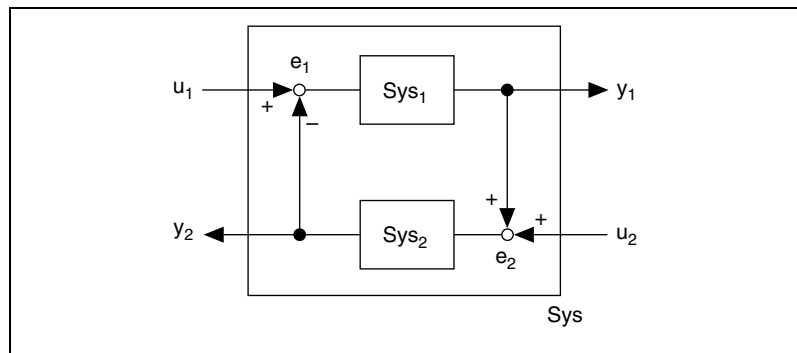 e₁
u₁ Sys₁ y₁
+
−
+ +
y₂ Sys₂ u₂
e₂
Sys